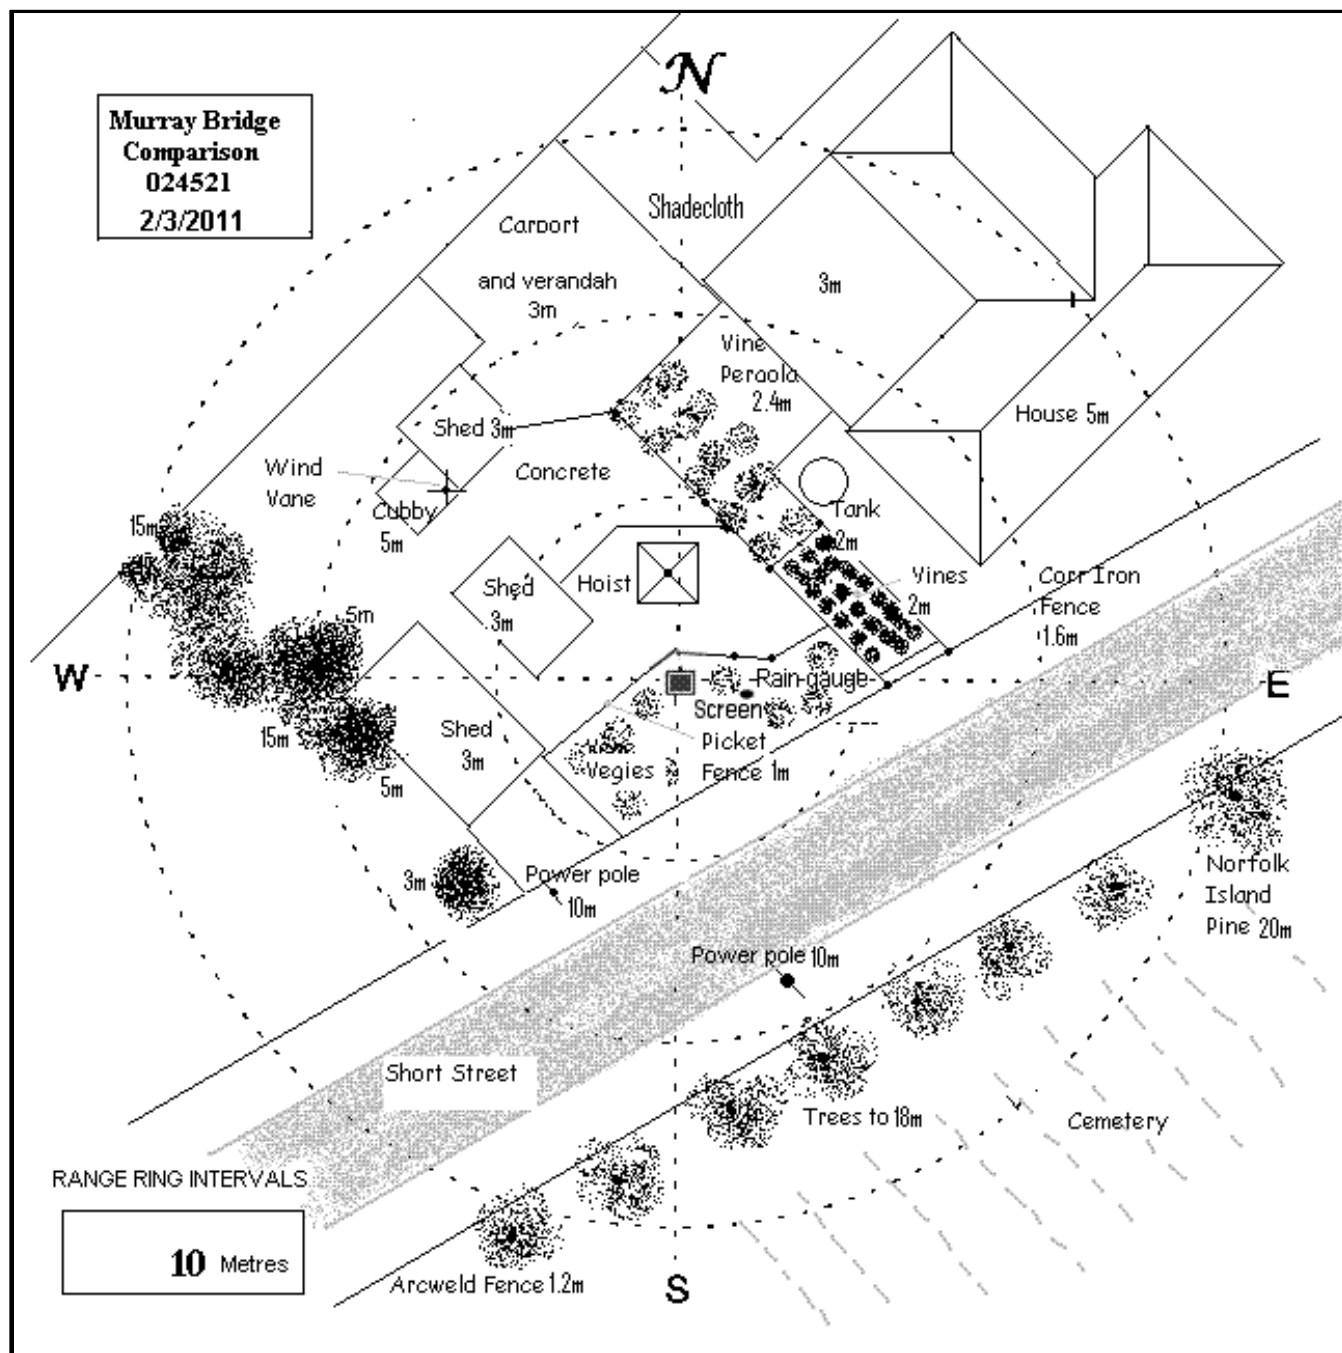 N
Murray Bridge
Comparison
024521
2/3/2011
Shadecloth
Carport
and verandah
3m
3m
Vine
Peraola
2.4m
House 5m
Shed 3m
Wind
Vane
Concrete
Cubby
5m
15m
Tank
2m
Shed
3m
Hoist
Vines
2m
Corr Iron
Fence
1.6m
5m
W
E
Rain gauge
Screen
Picket
Fence 1m
15m
Shed
3m
Vegies
5m
3m
Power pole
10m
Norfolk
Island
Pine 20m
Power pole 10m
Short Street
Trees to 18m
Cemetery
RANGE RING INTERVALS
10 Metres
Arcweld Fence 1.2m
S